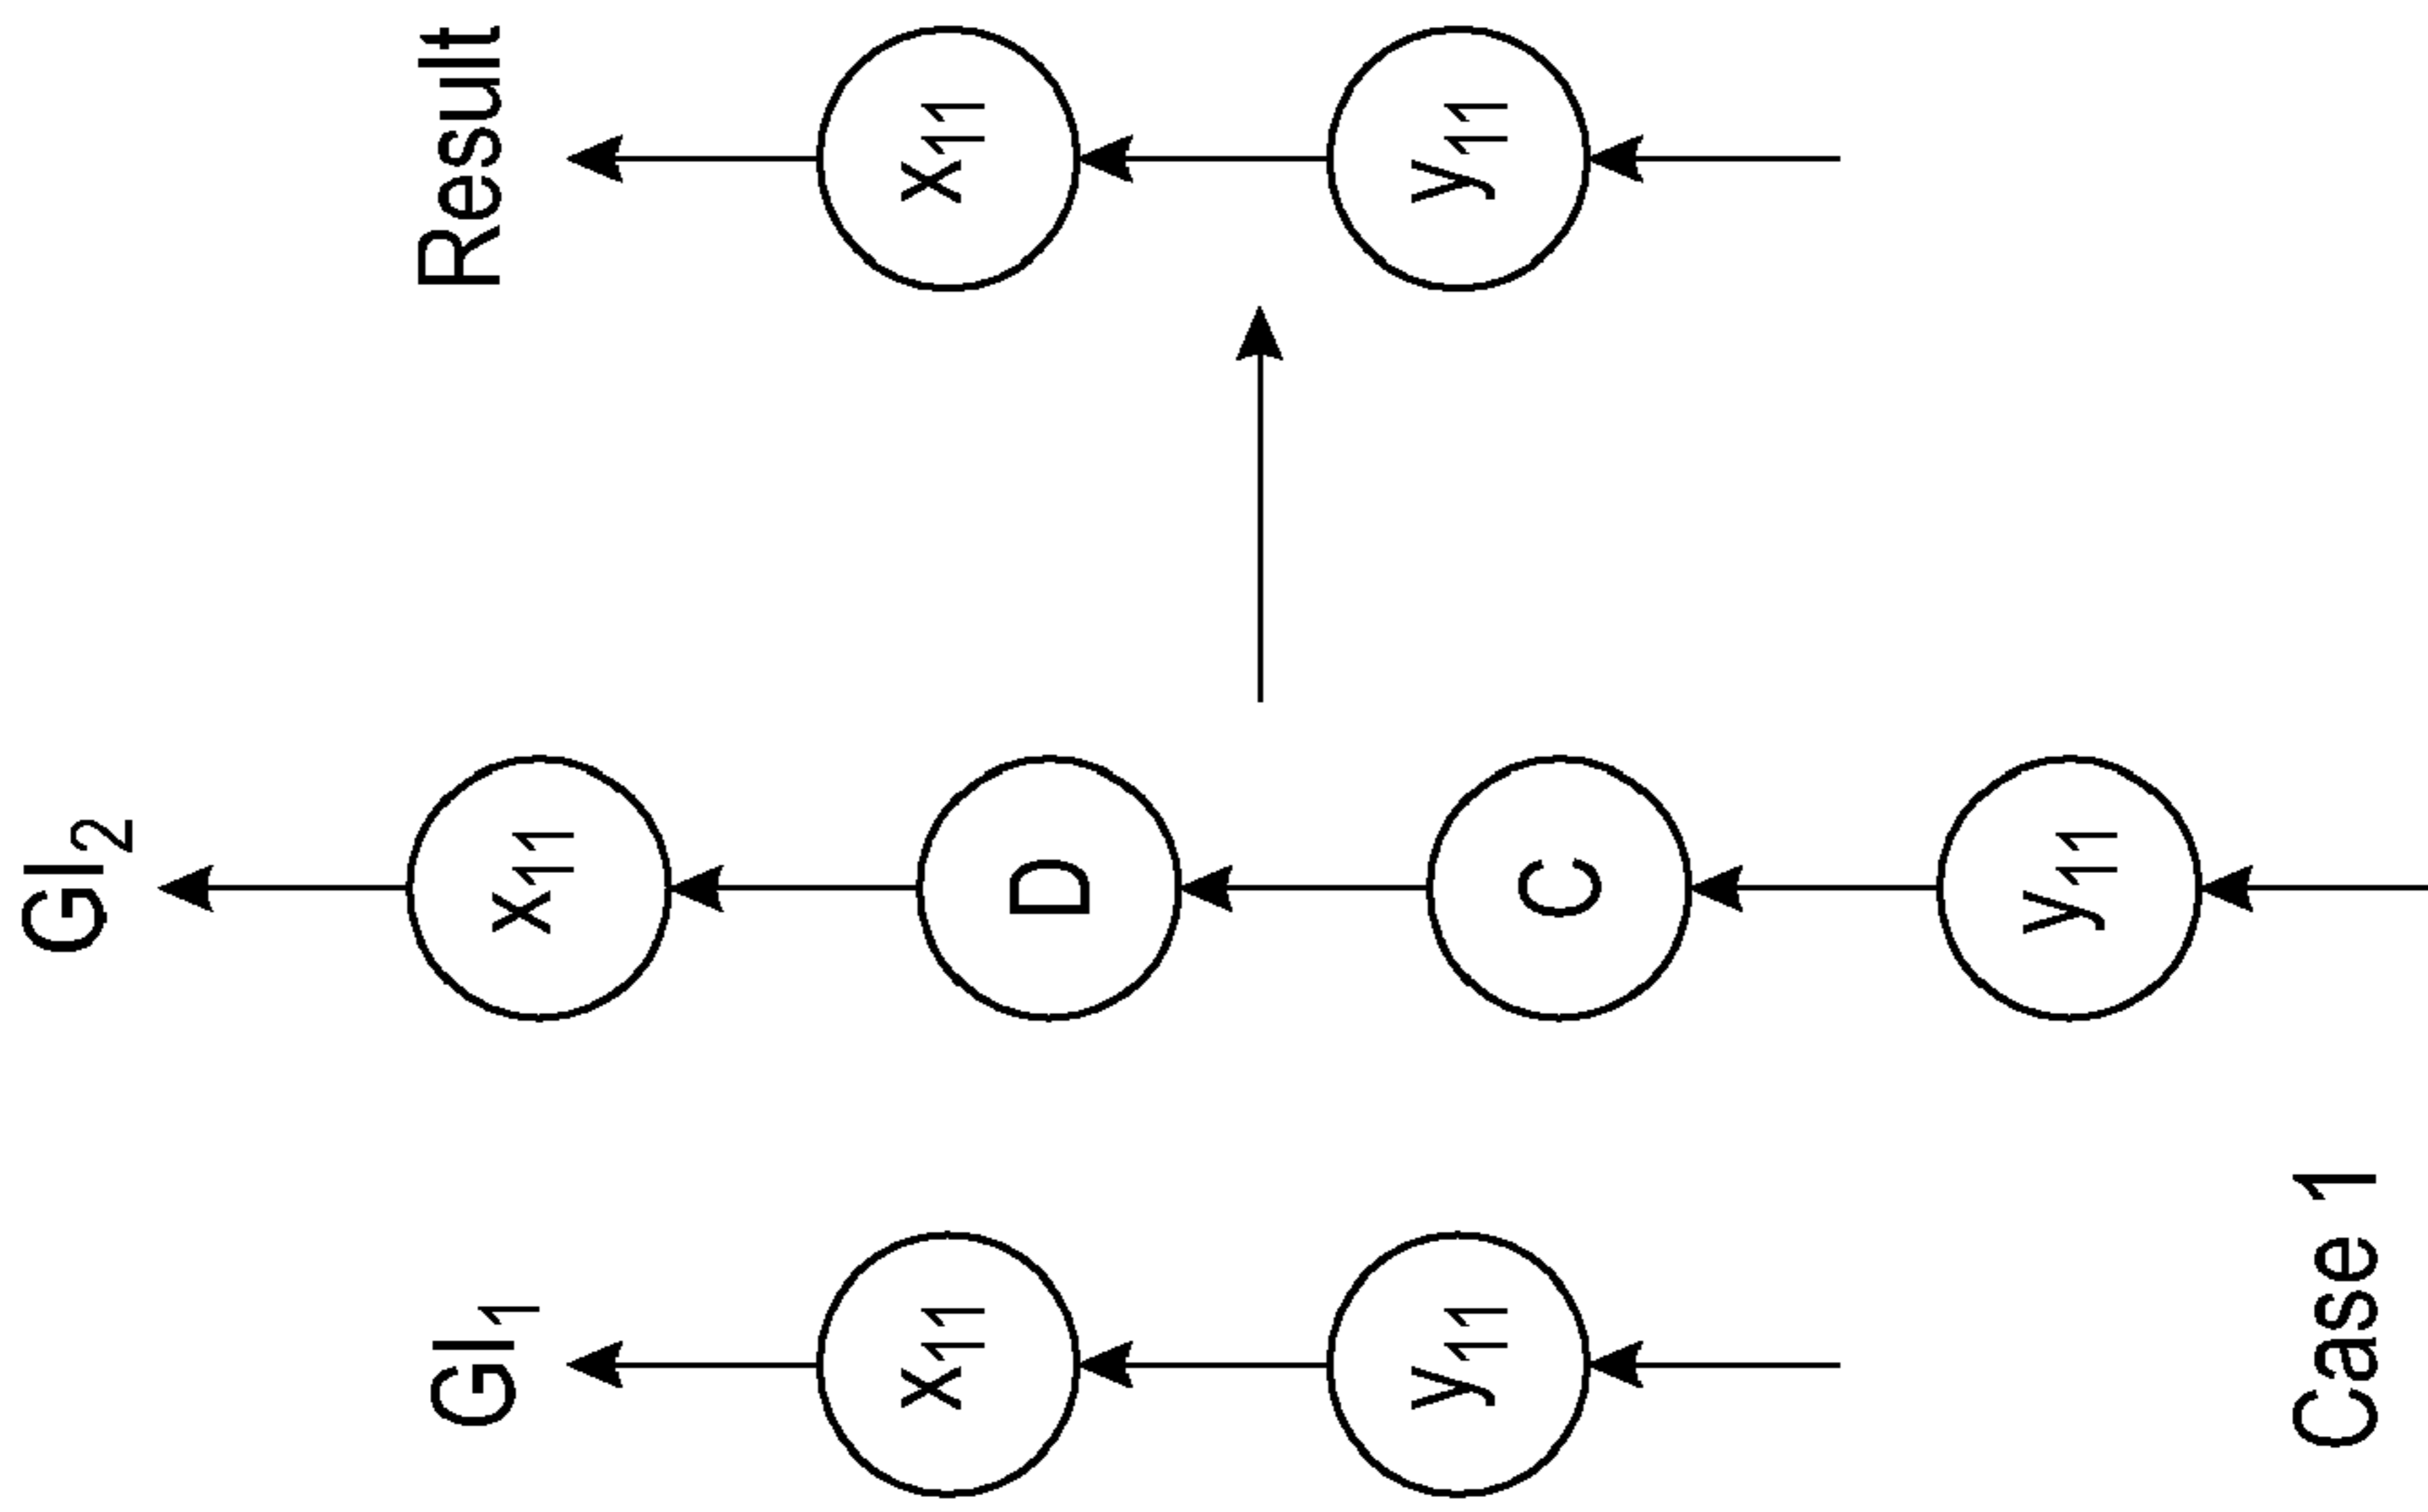 GI₁
x₁₁
y₁₁
GI₂
x₁₁
D
C
y₁₁
Result
x₁₁
y₁₁
Case 1